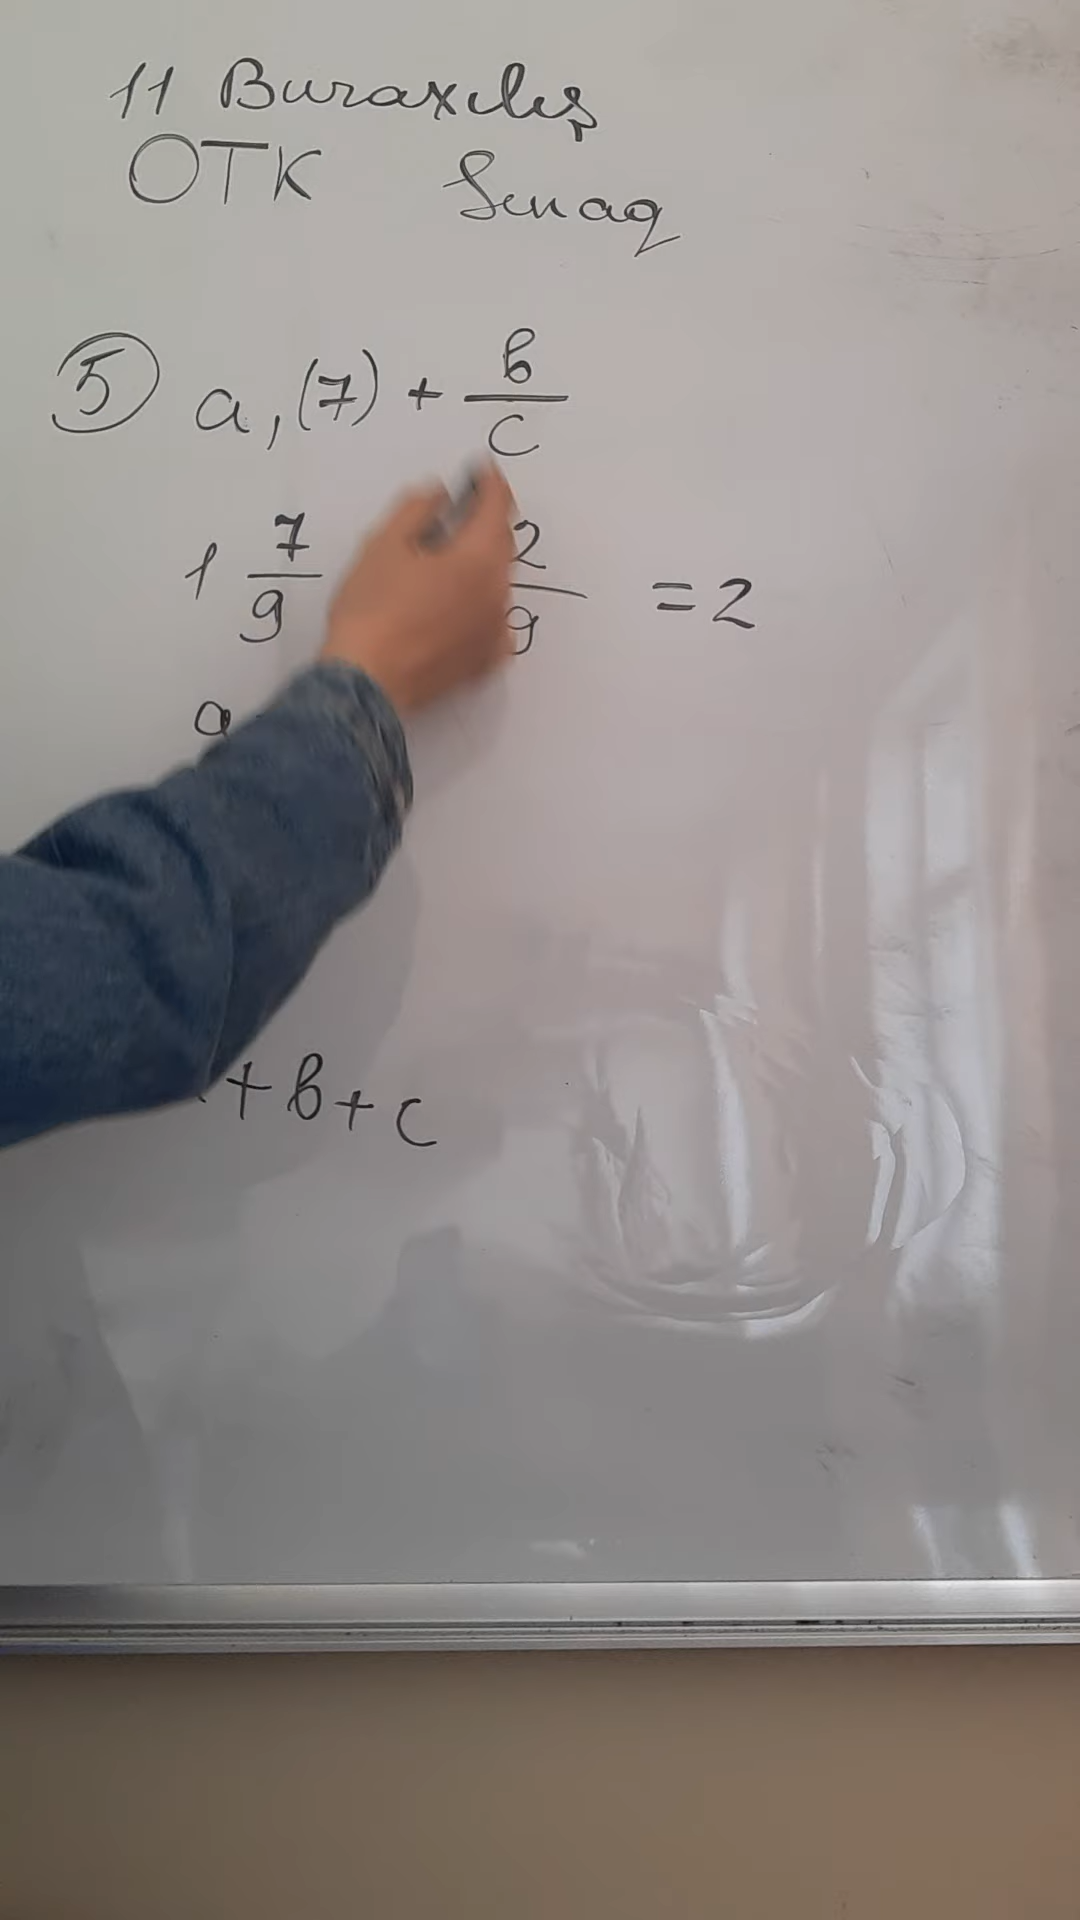 11 Buraxılış
OTK Sınaq
5 a,(7) + b/c
1 7/9 2/9 = 2
a
+ b + c